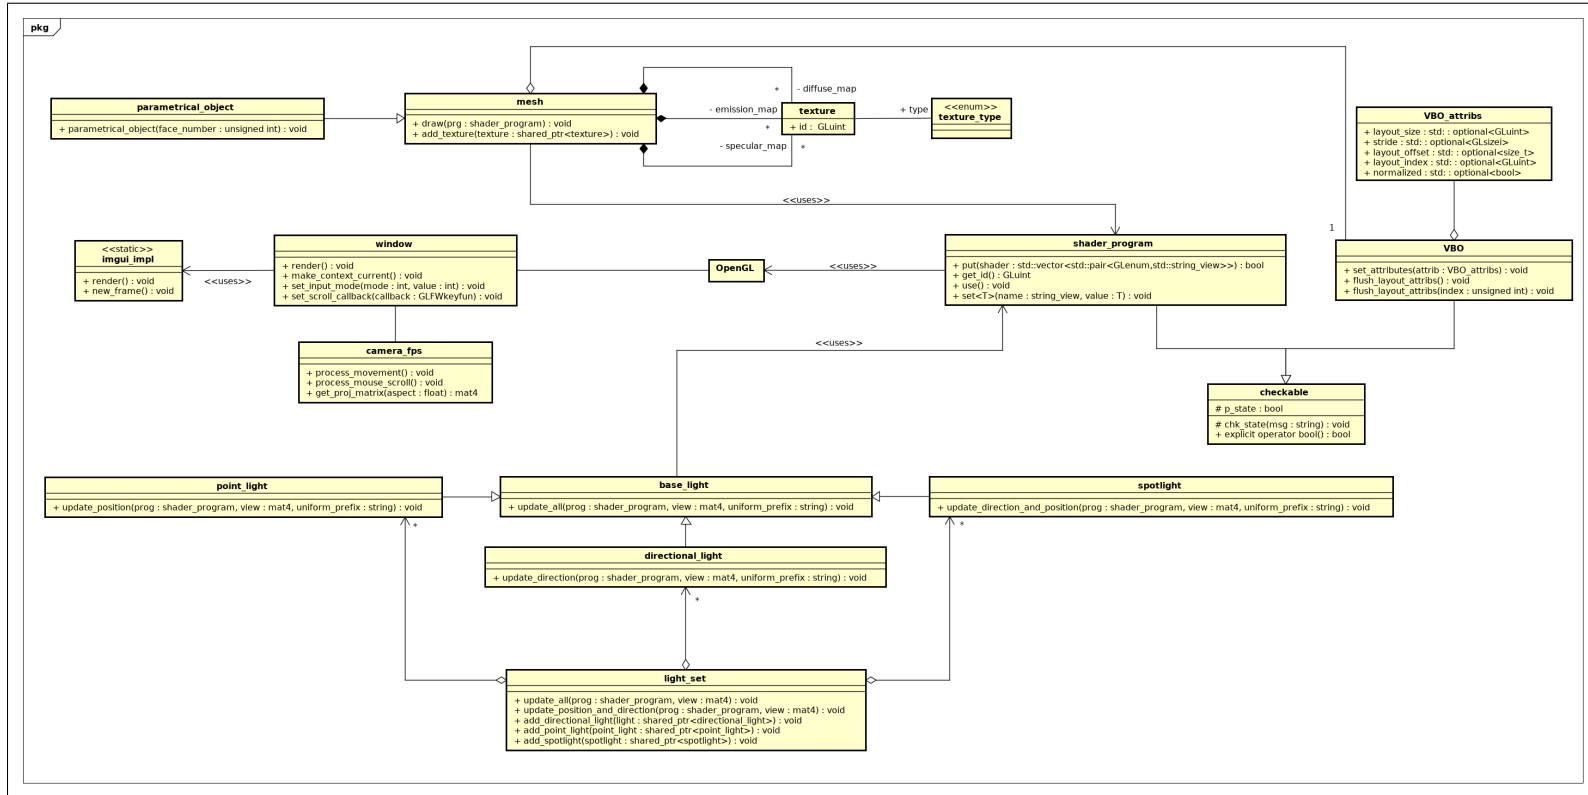 pkg
parametrical_object
+ parametrical_object(face_number : unsigned int) : void
mesh
+ draw(prg : shader_program) : void
+ add_texture(texture : shared_ptr<texture>) : void
* - diffuse_map
- emission_map
*
- specular_map *
texture
+ id : GLuint
+ type
<<enum>>
texture_type
VBO_attribs
+ layout_size : std: : optional<GLuint>
+ stride : std: : optional<GLsizei>
+ layout_offset : std: : optional<size_t>
+ layout_index : std: : optional<GLuint>
+ normalized : std: : optional<bool>
<<uses>>
1
<<static>>
imgui_impl
+ render() : void
+ new_frame() : void
<<uses>>
window
+ render() : void
+ make_context_current() : void
+ set_input_mode(mode : int, value : int) : void
+ set_scroll_callback(callback : GLFWkeyfun) : void
OpenGL
<<uses>>
shader_program
+ put(shader : std::vector<std::pair<GLenum,std::string_view>>) : bool
+ get_id() : GLuint
+ use() : void
+ set<T>(name : string_view, value : T) : void
VBO
+ set_attributes(attrib : VBO_attribs) : void
+ flush_layout_attribs() : void
+ flush_layout_attribs(index : unsigned int) : void
camera_fps
+ process_movement() : void
+ process_mouse_scroll() : void
+ get_proj_matrix(aspect : float) : mat4
<<uses>>
checkable
# p_state : bool
# chk_state(msg : string) : void
+ explicit operator bool() : bool
point_light
+ update_position(prog : shader_program, view : mat4, uniform_prefix : string) : void
*
base_light
+ update_all(prog : shader_program, view : mat4, uniform_prefix : string) : void
spotlight
+ update_direction_and_position(prog : shader_program, view : mat4, uniform_prefix : string) : void
*
directional_light
+ update_direction(prog : shader_program, view : mat4, uniform_prefix : string) : void
*
light_set
+ update_all(prog : shader_program, view : mat4) : void
+ update_position_and_direction(prog : shader_program, view : mat4) : void
+ add_directional_light(light : shared_ptr<directional_light>) : void
+ add_point_light(point_light : shared_ptr<point_light>) : void
+ add_spotlight(spotlight : shared_ptr<spotlight>) : void